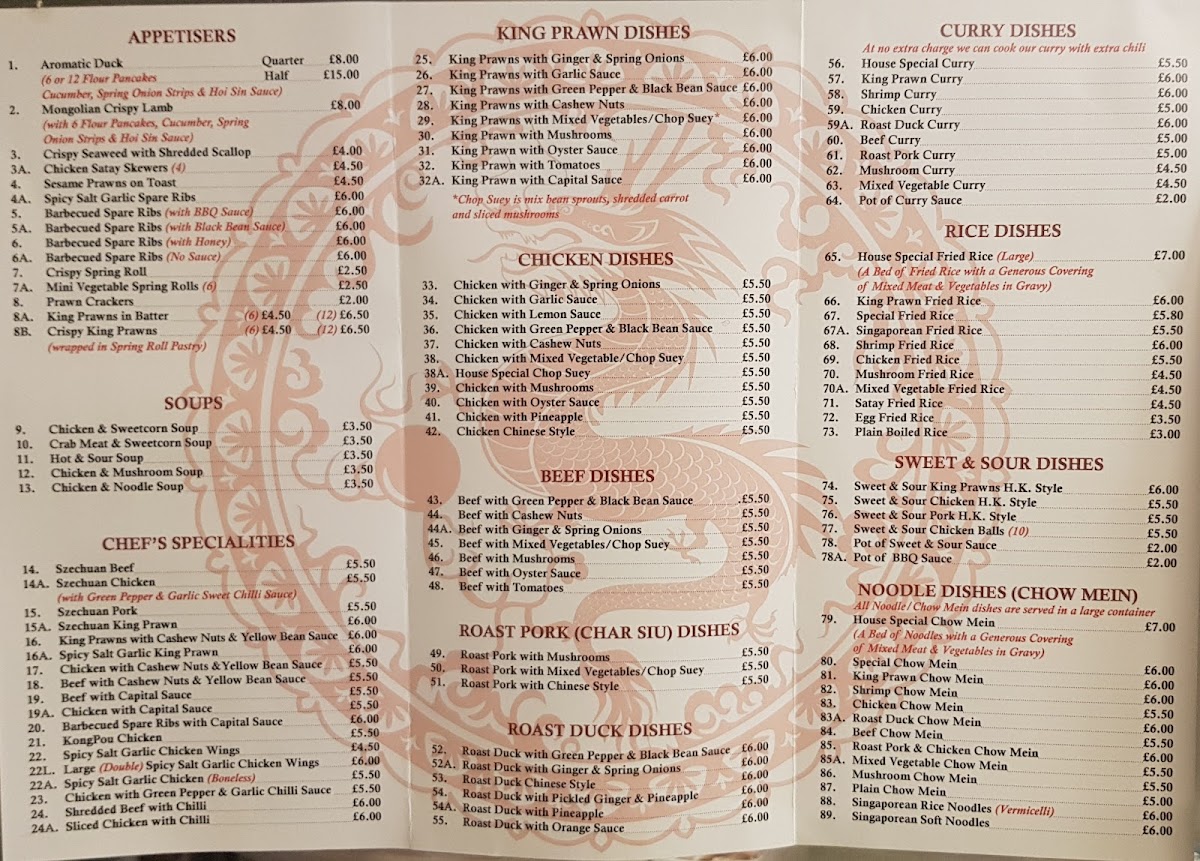 APPETISERS
1. Aromatic Duck Quarter £8.00
(6 or 12 Flour Pancakes Half £15.00
Cucumber, Spring Onion Strips & Hoi Sin Sauce)
2. Mongolian Crispy Lamb £8.00
(with 6 Flour Pancakes, Cucumber, Spring
Onion Strips & Hoi Sin Sauce)
3. Crispy Seaweed with Shredded Scallop £4.00
3A. Chicken Satay Skewers (4) £4.50
4. Sesame Prawns on Toast £4.50
4A. Spicy Salt Garlic Spare Ribs £6.00
5. Barbecued Spare Ribs (with BBQ Sauce) £6.00
5A. Barbecued Spare Ribs (with Black Bean Sauce) £6.00
6. Barbecued Spare Ribs (with Honey) £6.00
6A. Barbecued Spare Ribs (No Sauce) £6.00
7. Crispy Spring Roll £2.50
7A. Mini Vegetable Spring Rolls (6) £2.50
8. Prawn Crackers £2.00
8A. King Prawns in Batter (6) £4.50 (12) £6.50
8B. Crispy King Prawns (6) £4.50 (12) £6.50
(wrapped in Spring Roll Pastry)
SOUPS
9. Chicken & Sweetcorn Soup £3.50
10. Crab Meat & Sweetcorn Soup £3.50
11. Hot & Sour Soup £3.50
12. Chicken & Mushroom Soup £3.50
13. Chicken & Noodle Soup £3.50
CHEF'S SPECIALITIES
14. Szechuan Beef £5.50
14A. Szechuan Chicken £5.50
(with Green Pepper & Garlic Sweet Chilli Sauce)
15. Szechuan Pork £5.50
15A. Szechuan King Prawn £6.00
16. King Prawns with Cashew Nuts & Yellow Bean Sauce £6.00
16A. Spicy Salt Garlic King Prawn £6.00
17. Chicken with Cashew Nuts & Yellow Bean Sauce £5.50
18. Beef with Cashew Nuts & Yellow Bean Sauce £5.50
19. Beef with Capital Sauce £5.50
19A. Chicken with Capital Sauce £5.50
20. Barbecued Spare Ribs with Capital Sauce £6.00
21. KongPou Chicken £5.50
22. Spicy Salt Garlic Chicken Wings £4.50
22L. Large (Double) Spicy Salt Garlic Chicken Wings £6.00
22A. Spicy Salt Garlic Chicken (Boneless) £5.50
23. Chicken with Green Pepper & Garlic Chilli Sauce £5.50
24. Shredded Beef with Chilli £6.00
24A. Sliced Chicken with Chilli £6.00
KING PRAWN DISHES
25. King Prawns with Ginger & Spring Onions £6.00
26. King Prawns with Garlic Sauce £6.00
27. King Prawns with Green Pepper & Black Bean Sauce £6.00
28. King Prawns with Cashew Nuts £6.00
29. King Prawns with Mixed Vegetables/Chop Suey* £6.00
30. King Prawn with Mushrooms £6.00
31. King Prawn with Oyster Sauce £6.00
32. King Prawn with Tomatoes £6.00
32A. King Prawn with Capital Sauce £6.00
*Chop Suey is mix bean sprouts, shredded carrot
and sliced mushrooms
CHICKEN DISHES
33. Chicken with Ginger & Spring Onions £5.50
34. Chicken with Garlic Sauce £5.50
35. Chicken with Lemon Sauce £5.50
36. Chicken with Green Pepper & Black Bean Sauce £5.50
37. Chicken with Cashew Nuts £5.50
38. Chicken with Mixed Vegetable/Chop Suey £5.50
38A. House Special Chop Suey £5.50
39. Chicken with Mushrooms £5.50
40. Chicken with Oyster Sauce £5.50
41. Chicken with Pineapple £5.50
42. Chicken Chinese Style £5.50
BEEF DISHES
43. Beef with Green Pepper & Black Bean Sauce £5.50
44. Beef with Cashew Nuts £5.50
44A. Beef with Ginger & Spring Onions £5.50
45. Beef with Mixed Vegetables/Chop Suey £5.50
46. Beef with Mushrooms £5.50
47. Beef with Oyster Sauce £5.50
48. Beef with Tomatoes £5.50
ROAST PORK (CHAR SIU) DISHES
49. Roast Pork with Mushrooms £5.50
50. Roast Pork with Mixed Vegetables/Chop Suey £5.50
51. Roast Pork with Chinese Style £5.50
ROAST DUCK DISHES
52. Roast Duck with Green Pepper & Black Bean Sauce £6.00
52A. Roast Duck with Ginger & Spring Onions £6.00
53. Roast Duck Chinese Style £6.00
54. Roast Duck with Pickled Ginger & Pineapple £6.00
54A. Roast Duck with Pineapple £6.00
55. Roast Duck with Orange Sauce £6.00
CURRY DISHES
At no extra charge we can cook our curry with extra chili
56. House Special Curry £5.50
57. King Prawn Curry £6.00
58. Shrimp Curry £6.00
59. Chicken Curry £5.00
59A. Roast Duck Curry £6.00
60. Beef Curry £5.00
61. Roast Pork Curry £5.00
62. Mushroom Curry £4.50
63. Mixed Vegetable Curry £4.50
64. Pot of Curry Sauce £2.00
RICE DISHES
65. House Special Fried Rice (Large) £7.00
(A Bed of Fried Rice with a Generous Covering
of Mixed Meat & Vegetables in Gravy)
66. King Prawn Fried Rice £6.00
67. Special Fried Rice £5.80
67A. Singaporean Fried Rice £5.50
68. Shrimp Fried Rice £6.00
69. Chicken Fried Rice £5.50
70. Mushroom Fried Rice £4.50
70A. Mixed Vegetable Fried Rice £4.50
71. Satay Fried Rice £4.50
72. Egg Fried Rice £3.50
73. Plain Boiled Rice £3.00
SWEET & SOUR DISHES
74. Sweet & Sour King Prawns H.K. Style £6.00
75. Sweet & Sour Chicken H.K. Style £5.50
76. Sweet & Sour Pork H.K. Style £5.50
77. Sweet & Sour Chicken Balls (10) £5.50
78. Pot of Sweet & Sour Sauce £2.00
78A. Pot of BBQ Sauce £2.00
NOODLE DISHES (CHOW MEIN)
All Noodle/Chow Mein dishes are served in a large container
79. House Special Chow Mein £7.00
(A Bed of Noodles with a Generous Covering
of Mixed Meat & Vegetables in Gravy)
80. Special Chow Mein £6.00
81. King Prawn Chow Mein £6.00
82. Shrimp Chow Mein £6.00
83. Chicken Chow Mein £5.50
83A. Roast Duck Chow Mein £6.00
84. Beef Chow Mein £5.50
85. Roast Pork & Chicken Chow Mein £6.00
85A. Mixed Vegetable Chow Mein £5.50
86. Mushroom Chow Mein £5.50
87. Plain Chow Mein £5.00
88. Singaporean Rice Noodles (Vermicelli) £6.00
89. Singaporean Soft Noodles £6.00